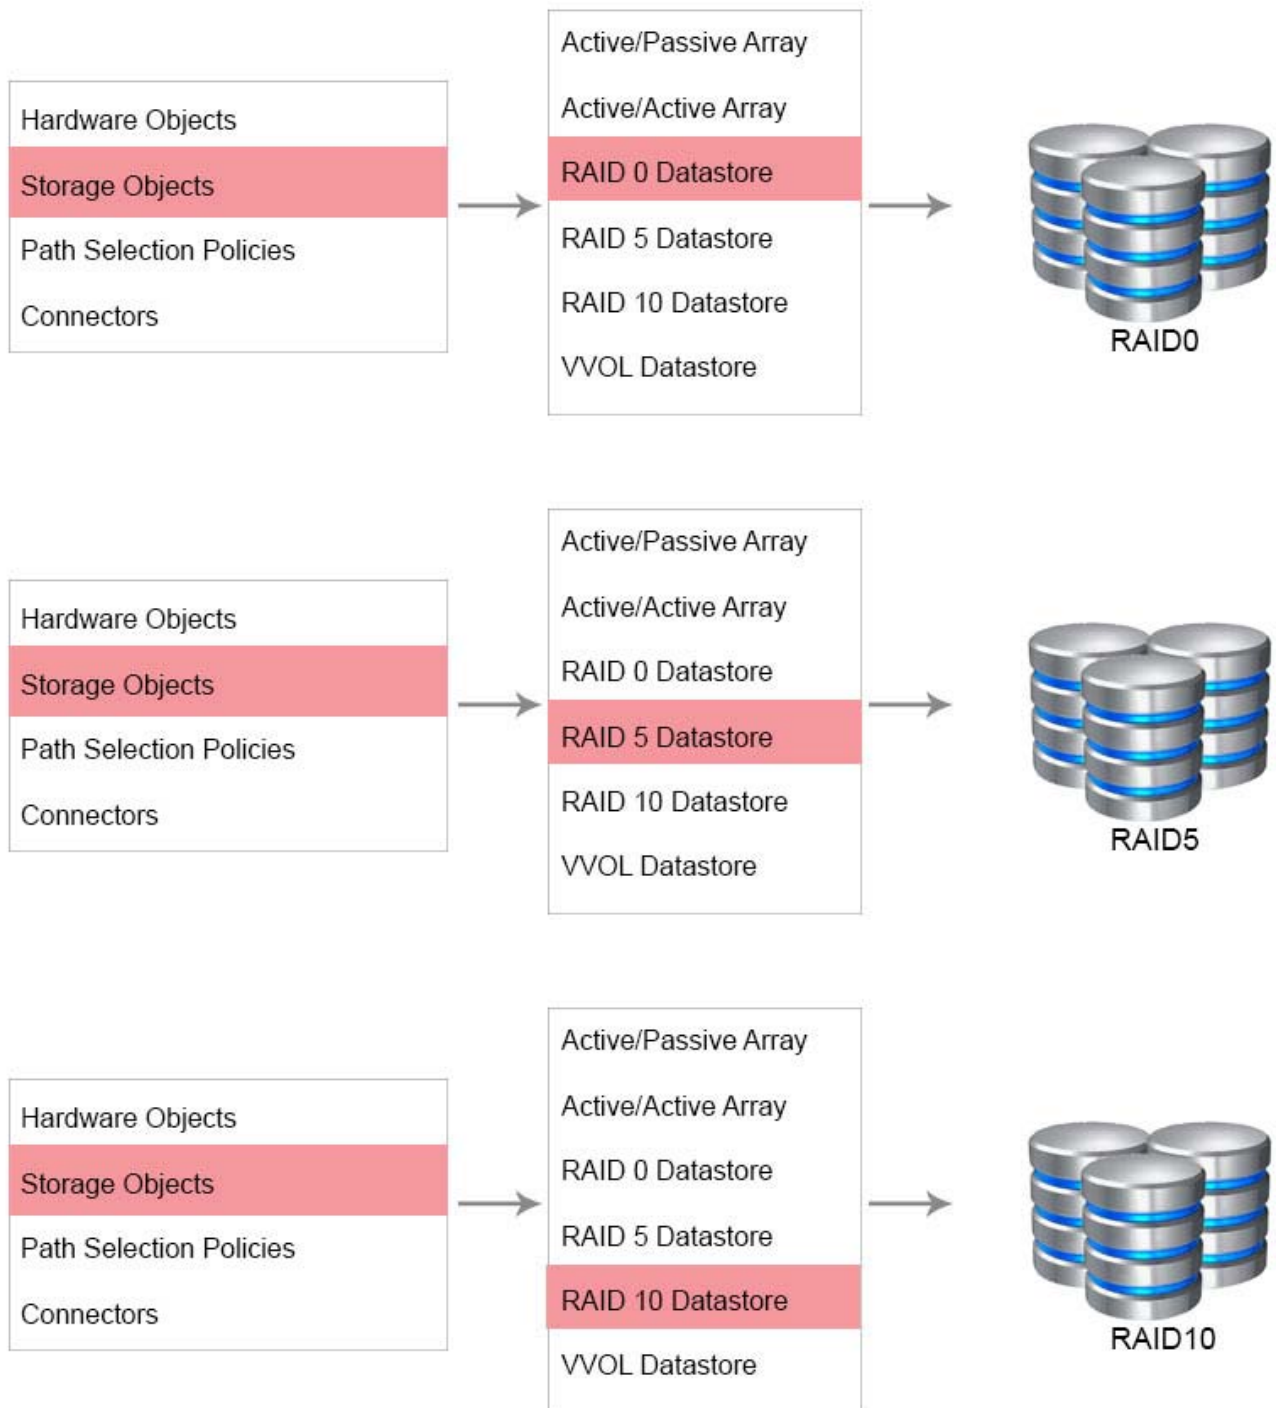 Hardware Objects
Storage Objects
Path Selection Policies
Connectors
Active/Passive Array
Active/Active Array
RAID 0 Datastore
RAID 5 Datastore
RAID 10 Datastore
VVOL Datastore
RAID0
Hardware Objects
Storage Objects
Path Selection Policies
Connectors
Active/Passive Array
Active/Active Array
RAID 0 Datastore
RAID 5 Datastore
RAID 10 Datastore
VVOL Datastore
RAID5
Hardware Objects
Storage Objects
Path Selection Policies
Connectors
Active/Passive Array
Active/Active Array
RAID 0 Datastore
RAID 5 Datastore
RAID 10 Datastore
VVOL Datastore
RAID10